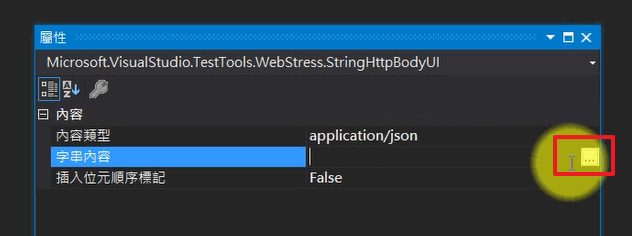 屬性
Microsoft.VisualStudio.TestTools.WebStress.StringHttpBodyUI
內容
內容類型 application/json
字串內容 ...
插入位元順序標記 False